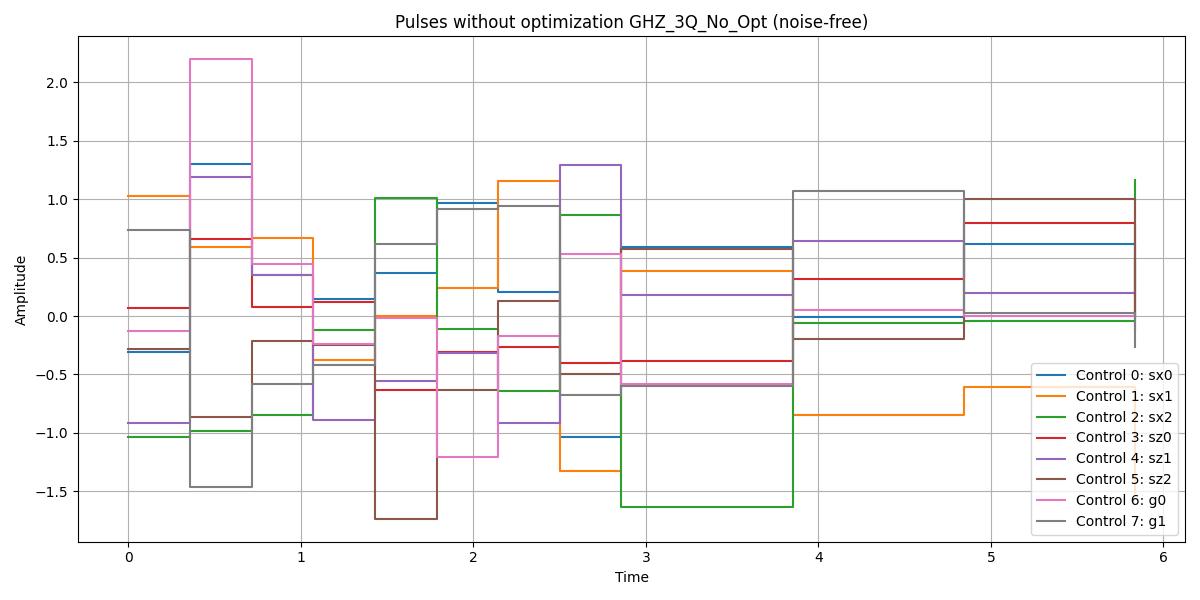 Pulses without optimization GHZ_3Q_No_Opt (noise-free)
Amplitude
2.0
1.5
1.0
0.5
0.0
−0.5
−1.0
−1.5
0 1 2 3 4 5 6
Time
Control 0: sx0
Control 1: sx1
Control 2: sx2
Control 3: sz0
Control 4: sz1
Control 5: sz2
Control 6: g0
Control 7: g1